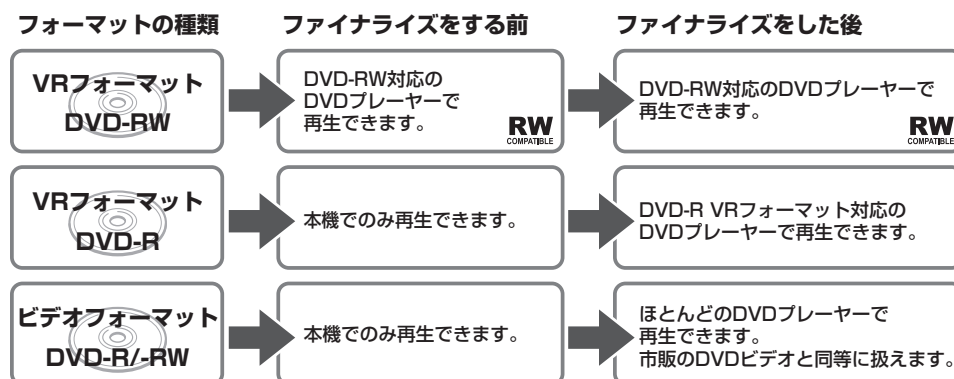 フォーマットの種類
ファイナライズをする前
ファイナライズをした後
VRフォーマット
DVD-RW
DVD-RW対応の
DVDプレーヤーで
再生できます。
RW
COMPATIBLE
DVD-RW対応のDVDプレーヤーで
再生できます。
RW
COMPATIBLE
VRフォーマット
DVD-R
本機でのみ再生できます。
DVD-R VRフォーマット対応の
DVDプレーヤーで再生できます。
ビデオフォーマット
DVD-R/-RW
本機でのみ再生できます。
ほとんどのDVDプレーヤーで
再生できます。
市販のDVDビデオと同等に扱えます。